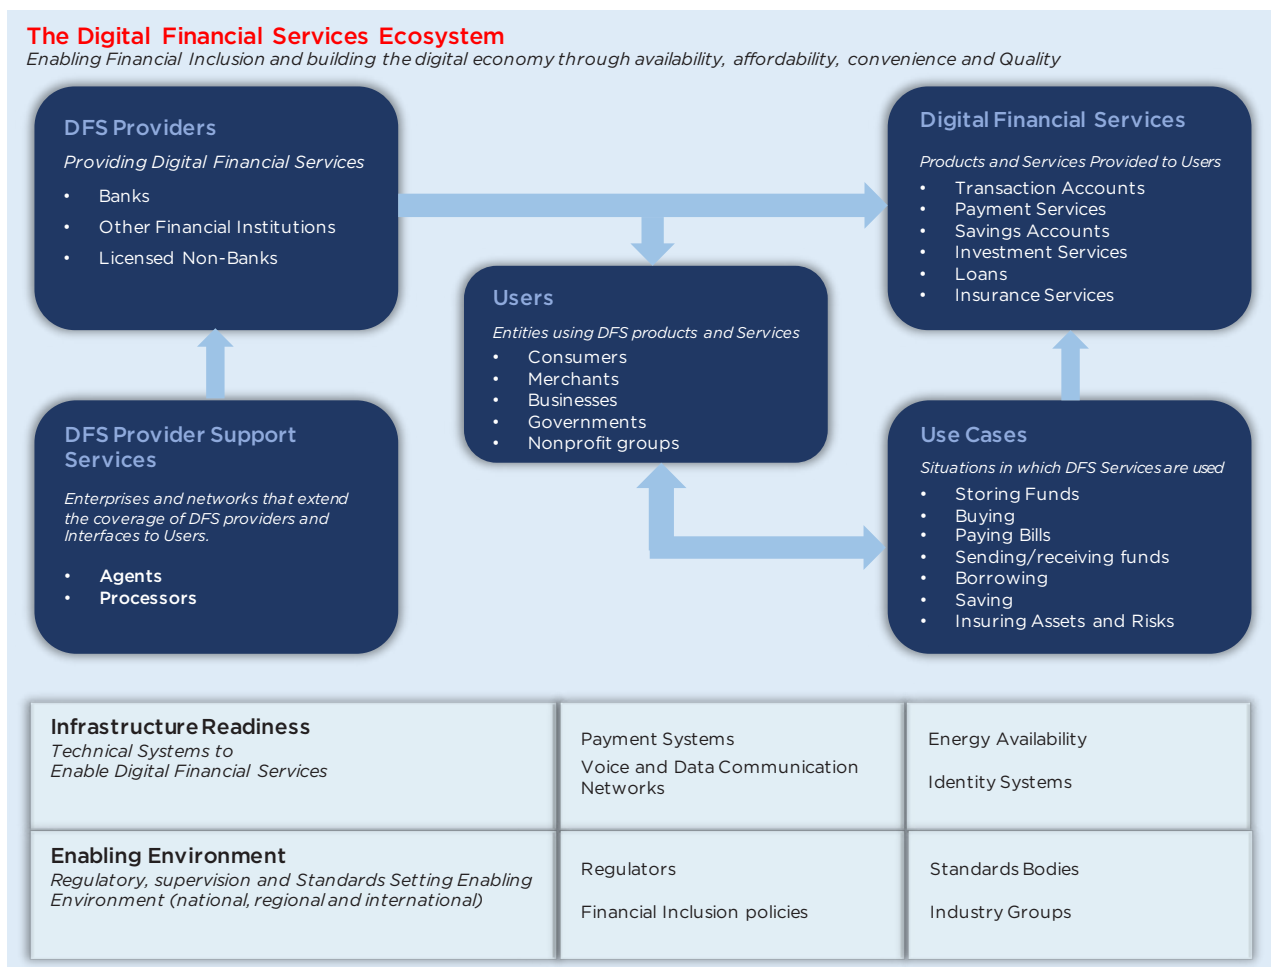 The Digital Financial Services Ecosystem
Enabling Financial Inclusion and building the digital economy through availability, affordability, convenience and Quality
DFS Providers
Providing Digital Financial Services
• Banks
• Other Financial Institutions
• Licensed Non-Banks
Digital Financial Services
Products and Services Provided to Users
• Transaction Accounts
• Payment Services
• Savings Accounts
• Investment Services
• Loans
• Insurance Services
Users
Entities using DFS products and Services
• Consumers
• Merchants
• Businesses
• Governments
• Nonprofit groups
DFS Provider Support
Services
Enterprises and networks that extend
the coverage of DFS providers and
Interfaces to Users.
• Agents
• Processors
Use Cases
Situations in which DFS Services are used
• Storing Funds
• Buying
• Paying Bills
• Sending/receiving funds
• Borrowing
• Saving
• Insuring Assets and Risks
Infrastructure Readiness
Technical Systems to
Enable Digital Financial Services
Payment Systems
Voice and Data Communication
Networks
Energy Availability
Identity Systems
Enabling Environment
Regulatory, supervision and Standards Setting Enabling
Environment (national, regional and international)
Regulators
Financial Inclusion policies
Standards Bodies
Industry Groups